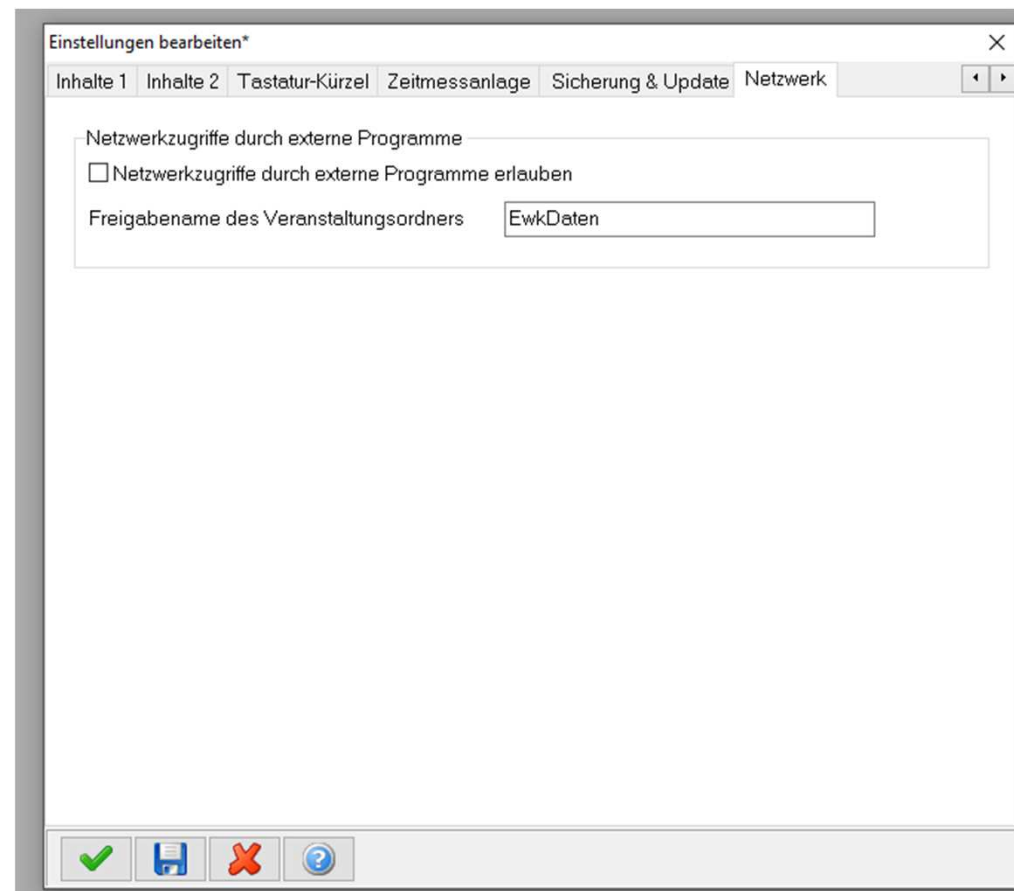 Einstellungen bearbeiten*
Inhalte 1 Inhalte 2 Tastatur-Kürzel Zeitmessanlage Sicherung & Update Netzwerk
Netzwerkzugriffe durch externe Programme
Netzwerkzugriffe durch externe Programme erlauben
Freigabename des Veranstaltungsordners EwkDaten